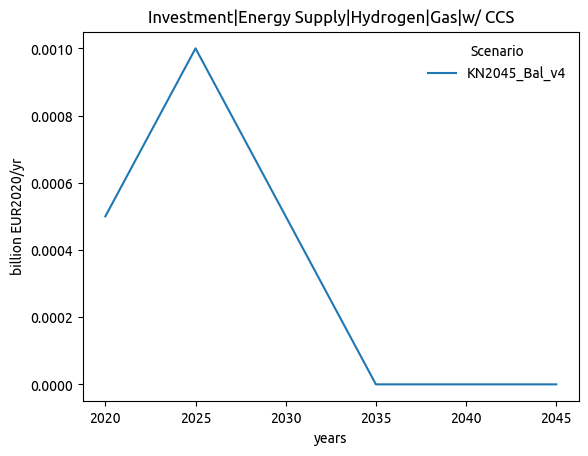 Investment|Energy Supply|Hydrogen|Gas|w/ CCS
Scenario
KN2045_Bal_v4
billion EUR2020/yr
0.0010
0.0008
0.0006
0.0004
0.0002
0.0000
2020 2025 2030 2035 2040 2045
years